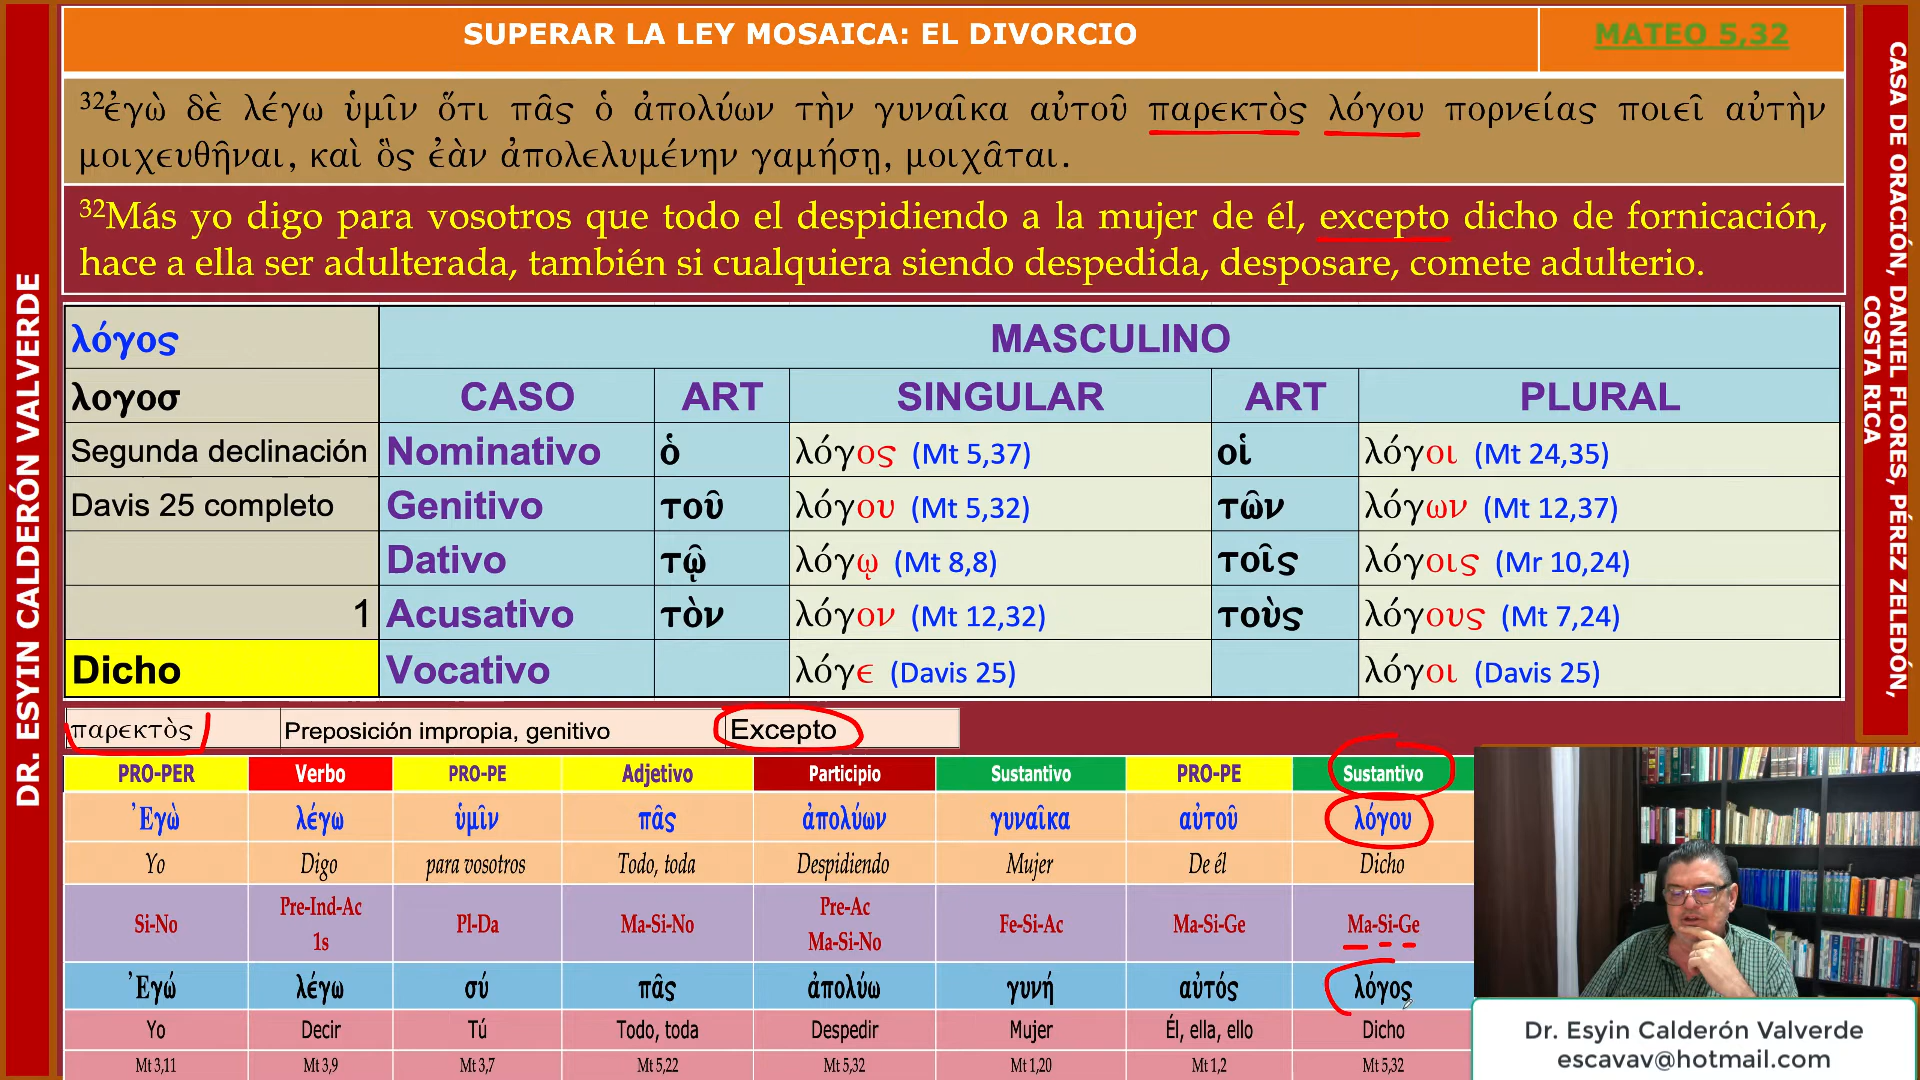 SUPERAR LA LEY MOSAICA: EL DIVORCIO
MATEO 5,32
³²ἐγὼ δὲ λέγω ὑμῖν ὅτι πᾶς ὁ ἀπολύων τὴν γυναῖκα αὐτοῦ παρεκτὸς λόγου πορνείας ποιεῖ αὐτὴν
μοιχευθῆναι, καὶ ὃς ἐὰν ἀπολελυμένην γαμήσῃ, μοιχᾶται.
³²Más yo digo para vosotros que todo el despidiendo a la mujer de él, excepto dicho de fornicación,
hace a ella ser adulterada, también si cualquiera siendo despedida, desposare, comete adulterio.
λόγος MASCULINO
λογοσ CASO ART SINGULAR ART PLURAL
Segunda declinación Nominativo ὁ λόγος (Mt 5,37) οἱ λόγοι (Mt 24,35)
Davis 25 completo Genitivo τοῦ λόγου (Mt 5,32) τῶν λόγων (Mt 12,37)
Dativo τῷ λόγῳ (Mt 8,8) τοῖς λόγοις (Mr 10,24)
1 Acusativo τὸν λόγον (Mt 12,32) τοὺς λόγους (Mt 7,24)
Dicho Vocativo λόγε (Davis 25) λόγοι (Davis 25)
παρεκτὸς Preposición impropia, genitivo Excepto
PRO-PER Verbo PRO-PE Adjetivo Participio Sustantivo PRO-PE Sustantivo
Ἐγὼ λέγω ὑμῖν πᾶς ἀπολύων γυναῖκα αὐτοῦ λόγου
Yo Digo para vosotros Todo, toda Despidiendo Mujer De él Dicho
Si-No Pre-Ind-Ac Pl-Da Ma-Si-No Pre-Ac Fe-Si-Ac Ma-Si-Ge Ma-Si-Ge
1s Ma-Si-No
Ἐγώ λέγω σύ πᾶς ἀπολύω γυνή αὐτός λόγος
Yo Decir Tú Todo, toda Despedir Mujer Él, ella, ello Dicho
Mt 3,11 Mt 3,9 Mt 3,7 Mt 5,22 Mt 5,32 Mt 1,20 Mt 1,2 Mt 5,32
DR. ESYIN CALDERÓN VALVERDE
CASA DE ORACIÓN, DANIEL FLORES, PÉREZ ZELEDÓN,
COSTA RICA
Dr. Esyin Calderón Valverde
escavav@hotmail.com